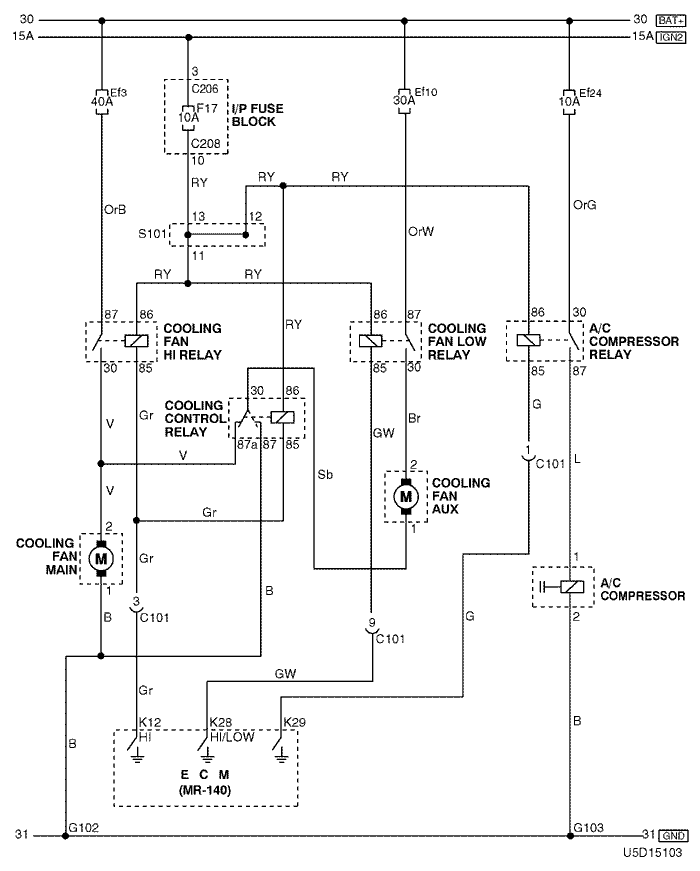 30 30 BAT+
15A 15A IGN2
3
C206
Ef3 40A
F17 10A
I/P FUSE BLOCK
Ef10 30A
Ef24 10A
C208
10
RY RY RY
OrB
13 12
S101
11
OrW
OrG
RY RY
87 86
COOLING FAN HI RELAY
30 85
RY
86 87
COOLING FAN LOW RELAY
85 30
86 30
A/C COMPRESSOR RELAY
85 87
30 86
COOLING CONTROL RELAY
87a 87 85
V
Gr
GW
Br
G
V
Sb
1
C101
L
2
COOLING FAN AUX
M
1
V
Gr
2
COOLING FAN MAIN
M
1
Gr
B
1
A/C COMPRESSOR
2
B
3
C101
9
C101
G
GW
Gr
B
B
K12 K28 K29
HI HI/LOW
E C M
(MR-140)
31 G102 G103 31 GND
U5D15103